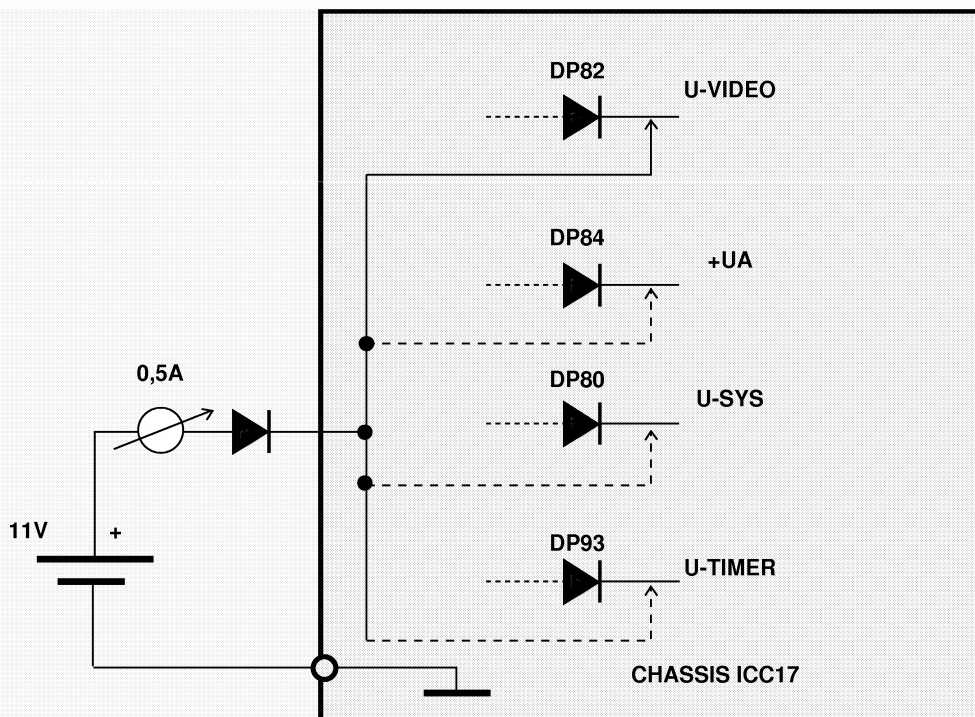 DP82
U-VIDEO
DP84
+UA
0,5A
DP80
U-SYS
11V
+
DP93
U-TIMER
CHASSIS ICC17